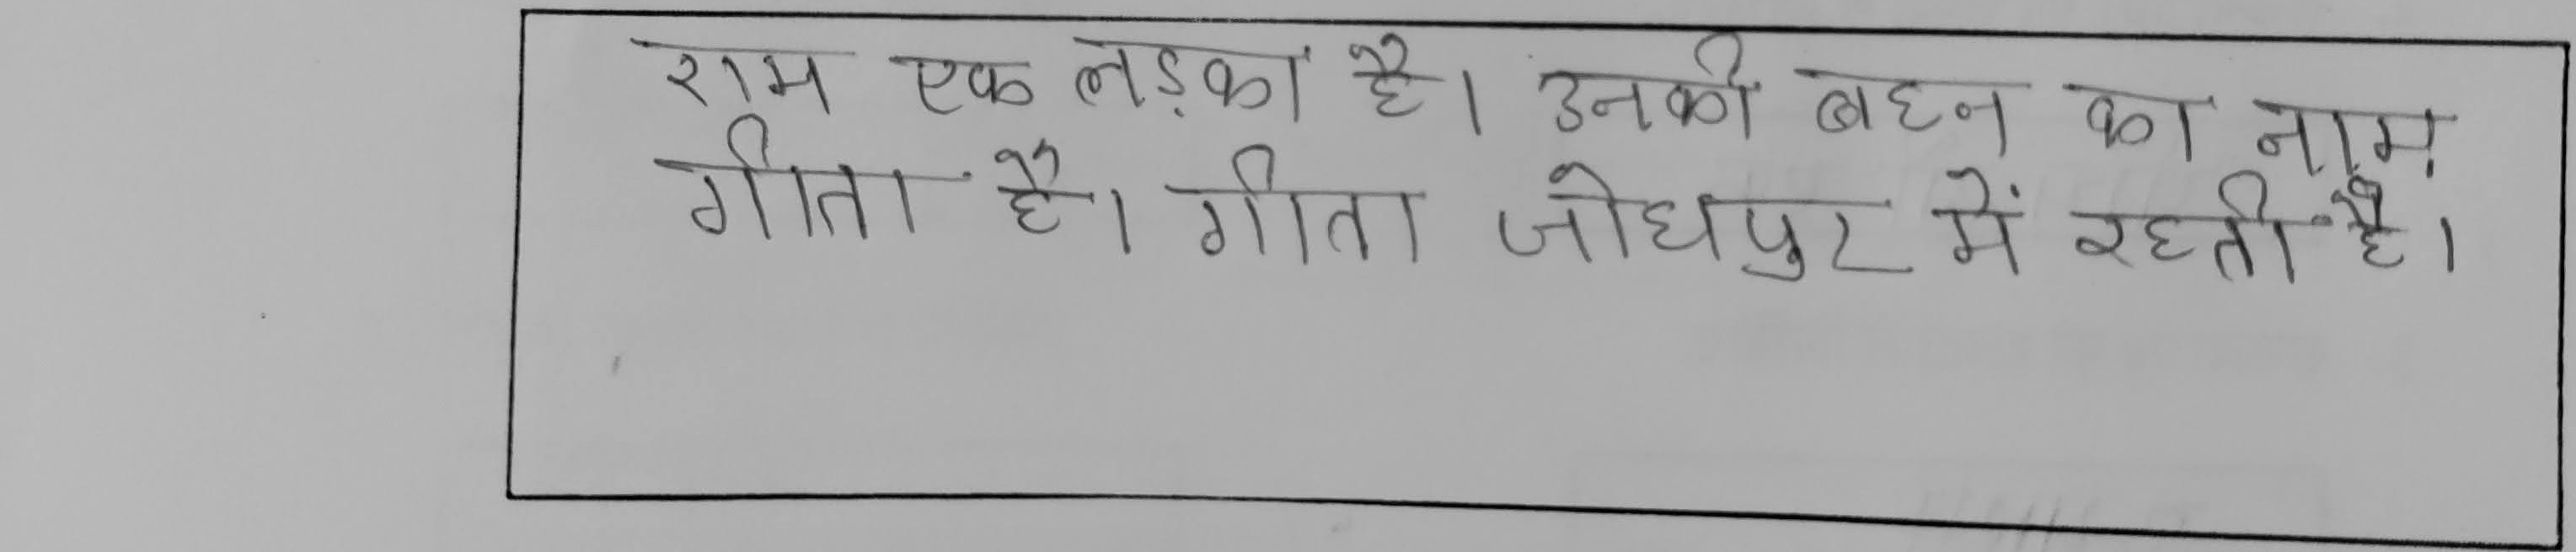 राम एक लड़का है। उनकी बहन का नाम
गीता है। गीता जोधपुर में रहती है।